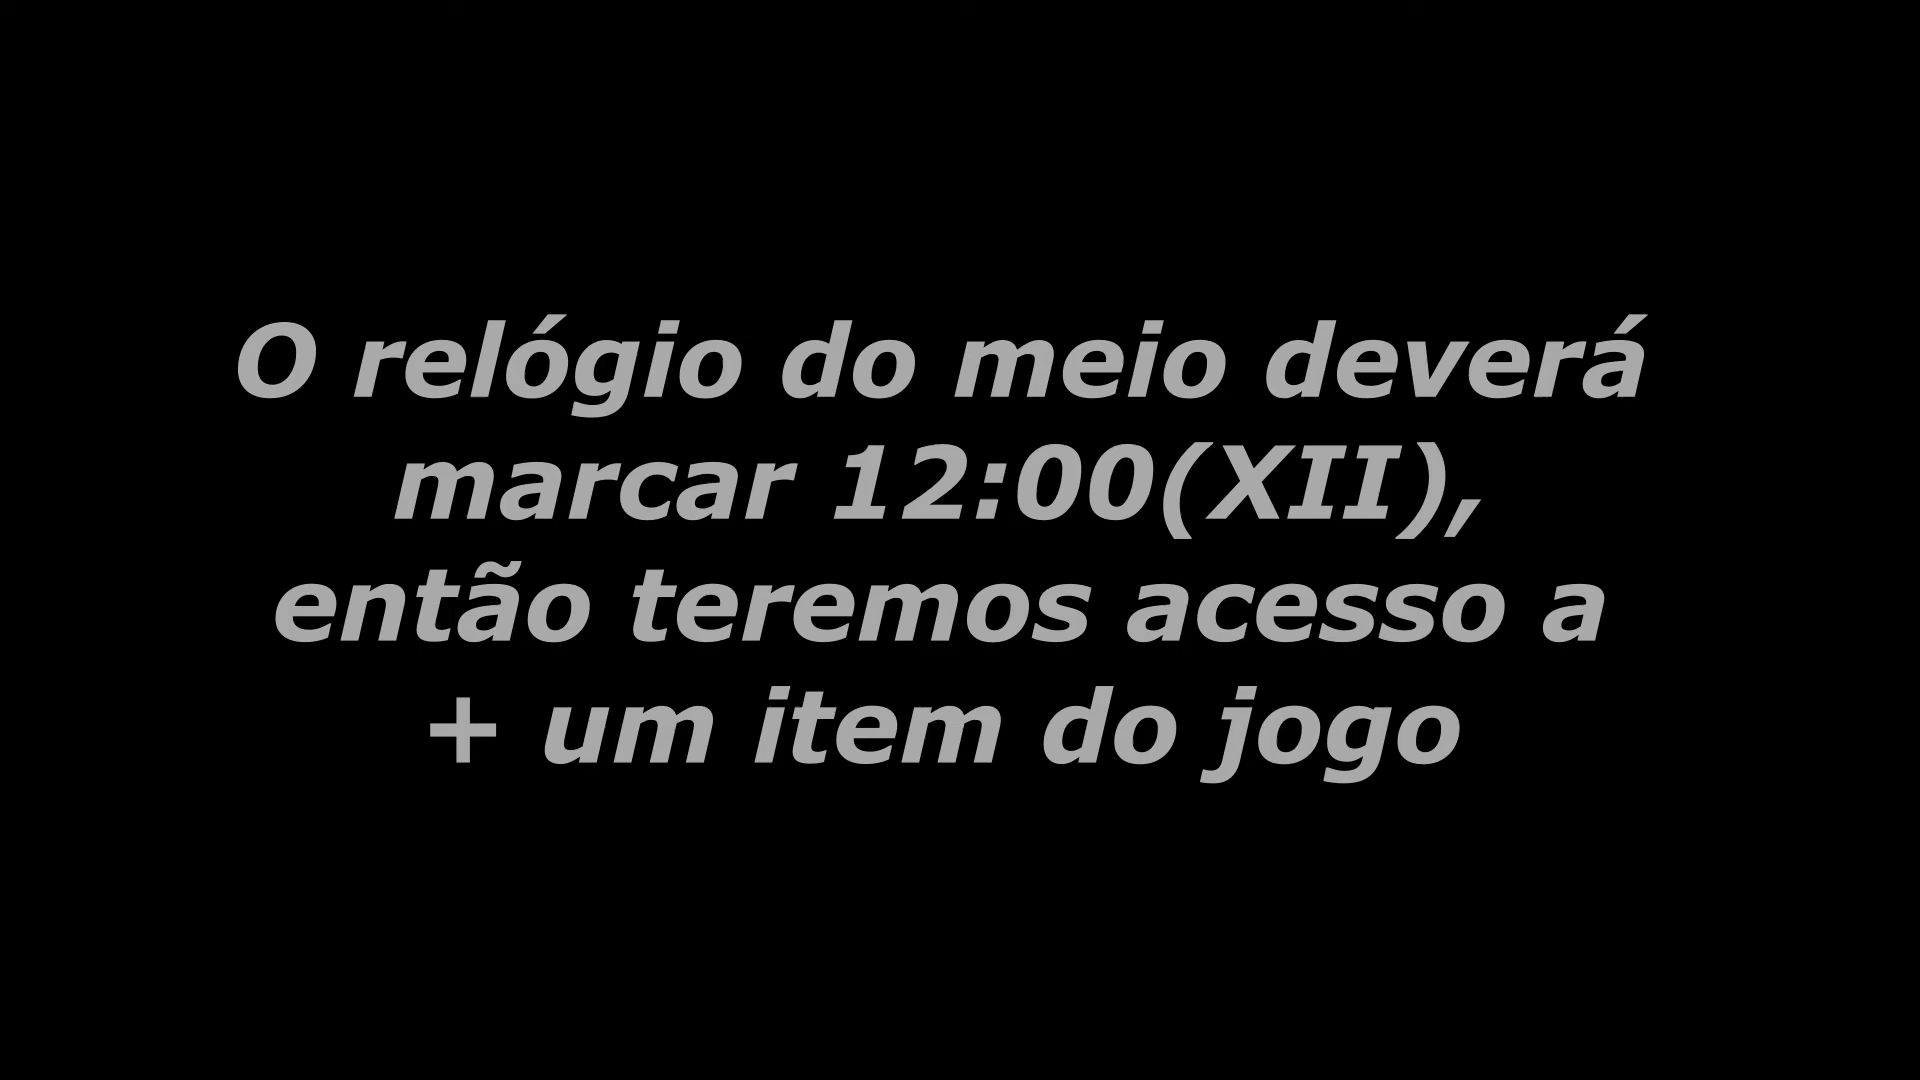 O relógio do meio deverá
marcar 12:00(XII),
então teremos acesso a
+ um item do jogo